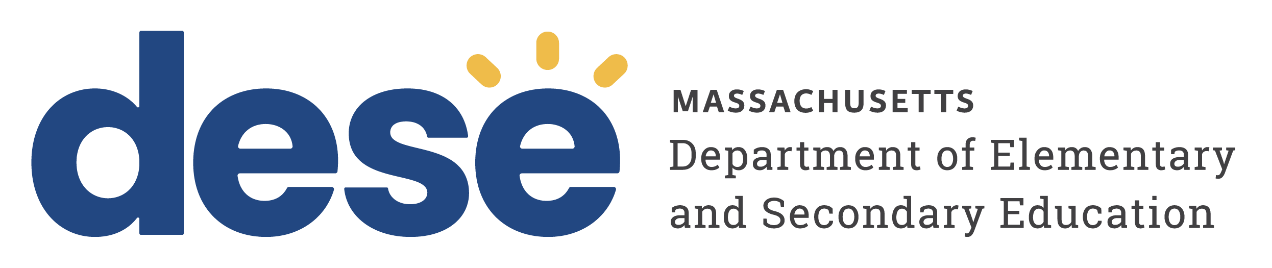 dese
MASSACHUSETTS
Department of Elementary
and Secondary Education